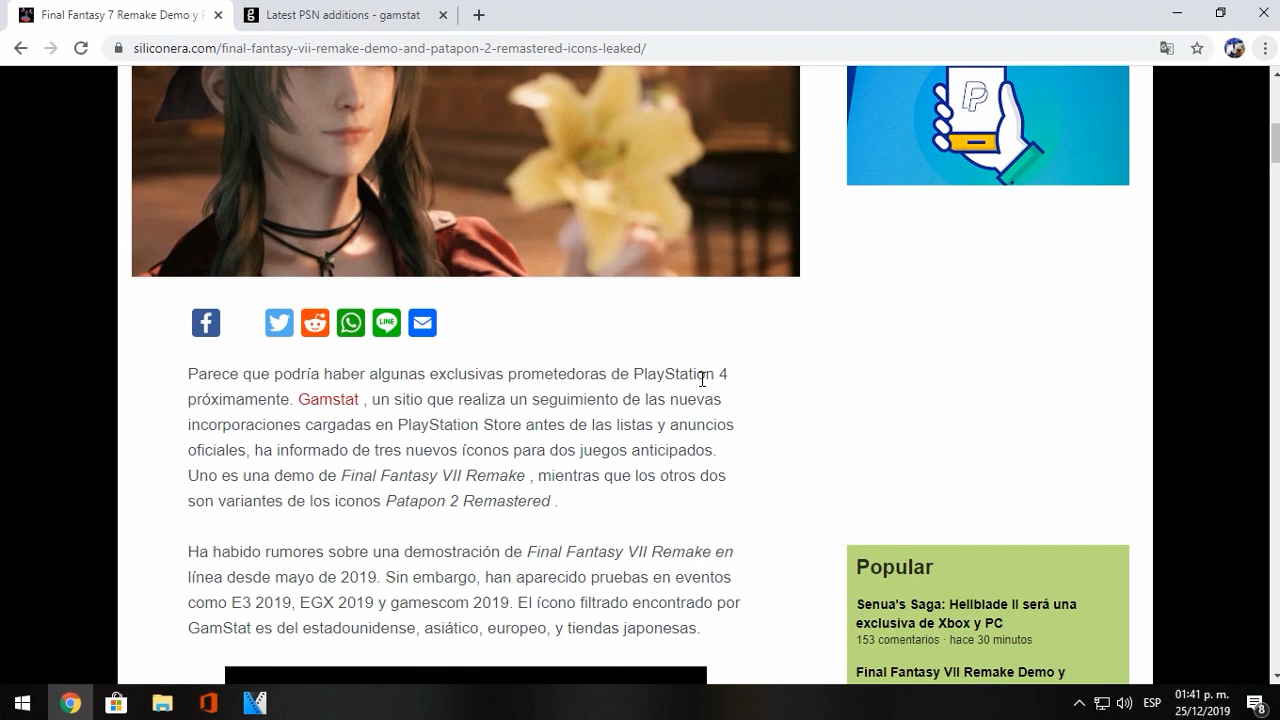 Final Fantasy 7 Remake Demo y P
Latest PSN additions - gamstat
siliconera.com/final-fantasy-vii-remake-demo-and-patapon-2-remastered-icons-leaked/
Parece que podría haber algunas exclusivas prometedoras de PlayStation 4
próximamente. Gamstat , un sitio que realiza un seguimiento de las nuevas
incorporaciones cargadas en PlayStation Store antes de las listas y anuncios
oficiales, ha informado de tres nuevos íconos para dos juegos anticipados.
Uno es una demo de Final Fantasy VII Remake , mientras que los otros dos
son variantes de los iconos Patapon 2 Remastered .
Ha habido rumores sobre una demostración de Final Fantasy VII Remake en
línea desde mayo de 2019. Sin embargo, han aparecido pruebas en eventos
como E3 2019, EGX 2019 y gamescom 2019. El ícono filtrado encontrado por
GamStat es del estadounidense, asiático, europeo, y tiendas japonesas.
Popular
Senua's Saga: Hellblade II será una
exclusiva de Xbox y PC
153 comentarios · hace 30 minutos
Final Fantasy VII Remake Demo y
LINE
ESP
01:41 p. m.
25/12/2019
8